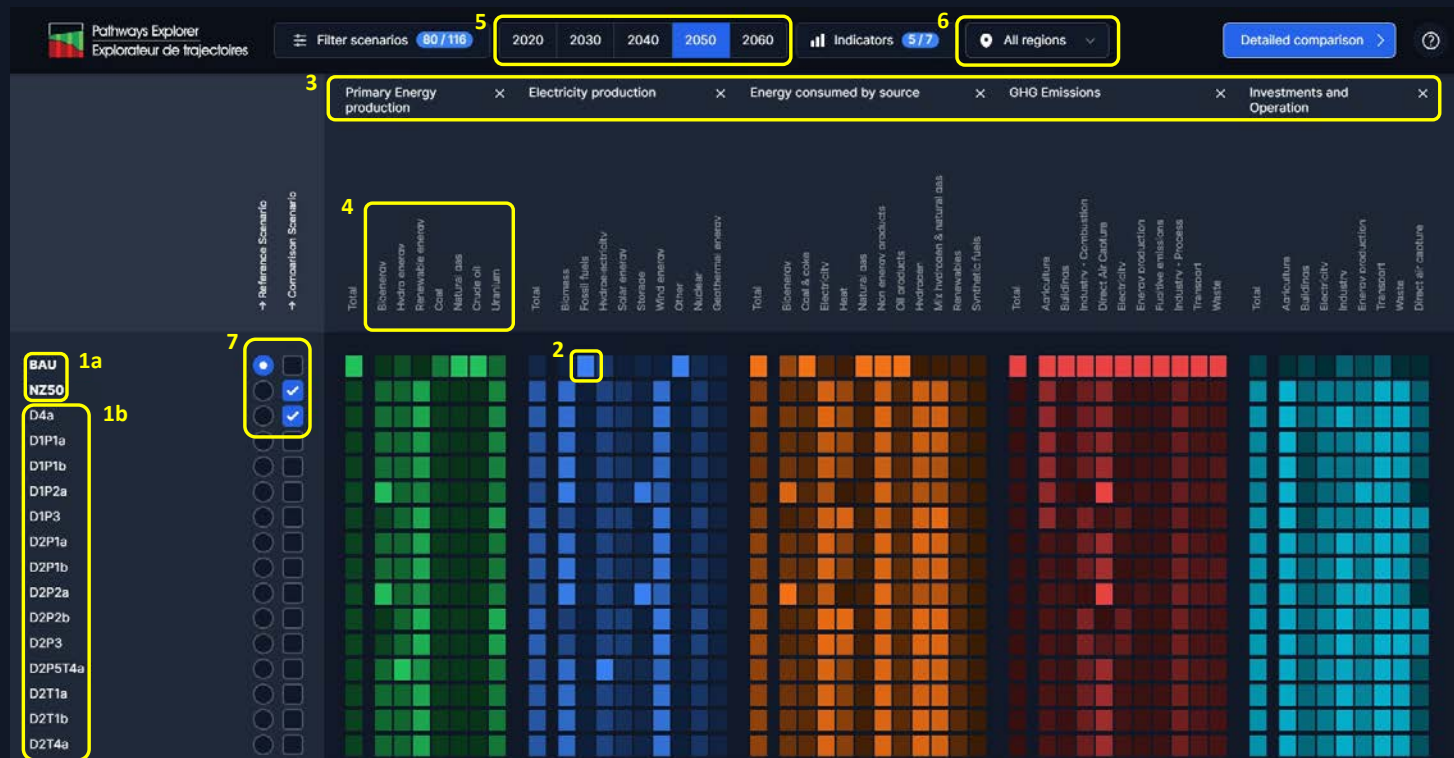 Pathways Explorer
Explorateur de trajectoires
Filter scenarios 80 / 116
5
2020 2030 2040 2050 2060
Indicators 5 / 7
6
All regions
Detailed comparison
3
Primary Energy
production
Electricity production
Energy consumed by source
GHG Emissions
Investments and
Operation
→ Reference Scenario
→ Comparison Scenario
4
Total
Bioenergy
Hydro energy
Renewable energy
Coal
Natural gas
Crude oil
Uranium
Total
Biomass
Fossil fuels
Hydroelectricity
Solar energy
Storage
Wind energy
Other
Nuclear
Geothermal energy
Total
Bioenergy
Coal & coke
Electricity
Heat
Natural gas
Non energy products
Oil products
Hydrogen
Mix hydrogen & natural gas
Renewables
Synthetic fuels
Total
Agriculture
Buildings
Industry - Combustion
Direct Air Capture
Electricity
Energy production
Fugitive emissions
Industry - Process
Transport
Waste
Total
Agriculture
Buildings
Electricity
Industry
Energy production
Transport
Waste
Direct air capture
7
2
BAU 1a
NZ50
D4a 1b
D1P1a
D1P1b
D1P2a
D1P3
D2P1a
D2P1b
D2P2a
D2P2b
D2P3
D2P5T4a
D2T1a
D2T1b
D2T4a